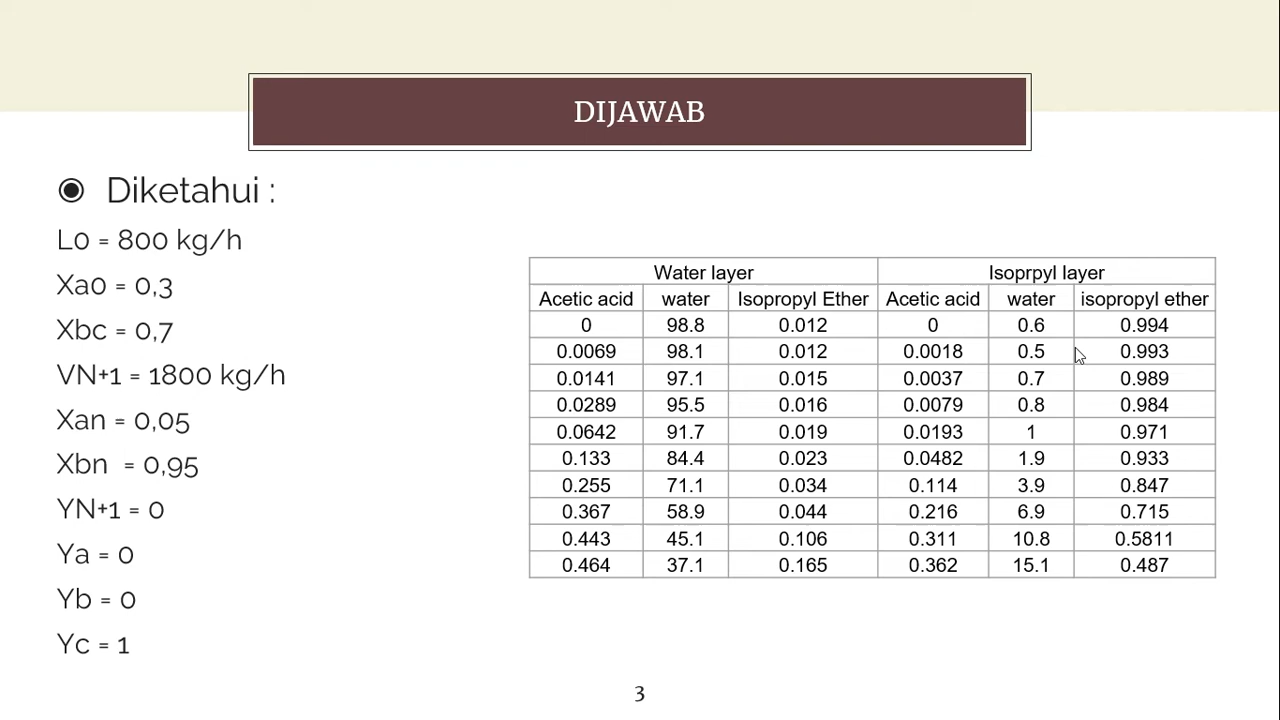 DIJAWAB
Diketahui :
L0 = 800 kg/h
Xa0 = 0,3
Xbc = 0,7
VN+1 = 1800 kg/h
Xan = 0,05
Xbn = 0,95
YN+1 = 0
Ya = 0
Yb = 0
Yc = 1
Water layer Isoprpyl layer
Acetic acid water Isopropyl Ether Acetic acid water isopropyl ether
0 98.8 0.012 0 0.6 0.994
0.0069 98.1 0.012 0.0018 0.5 0.993
0.0141 97.1 0.015 0.0037 0.7 0.989
0.0289 95.5 0.016 0.0079 0.8 0.984
0.0642 91.7 0.019 0.0193 1 0.971
0.133 84.4 0.023 0.0482 1.9 0.933
0.255 71.1 0.034 0.114 3.9 0.847
0.367 58.9 0.044 0.216 6.9 0.715
0.443 45.1 0.106 0.311 10.8 0.5811
0.464 37.1 0.165 0.362 15.1 0.487
3